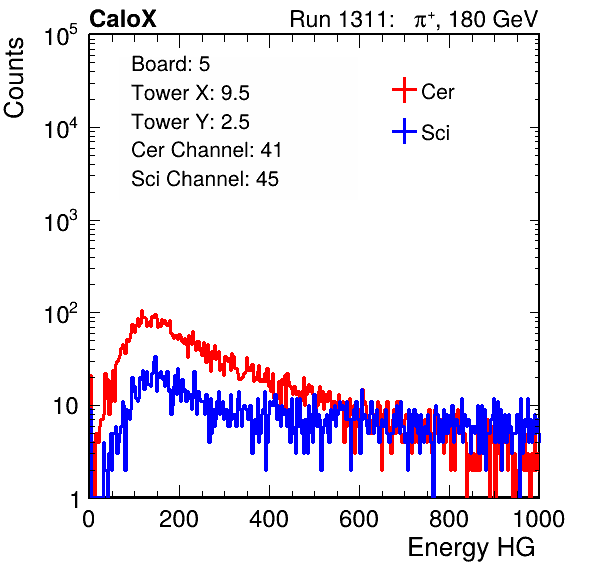 CaloX Run 1311: π⁺, 180 GeV
Counts
10⁵
10⁴
10³
10²
10
1
Board: 5
Tower X: 9.5
Tower Y: 2.5
Cer Channel: 41
Sci Channel: 45
Cer
Sci
0 200 400 600 800 1000
Energy HG